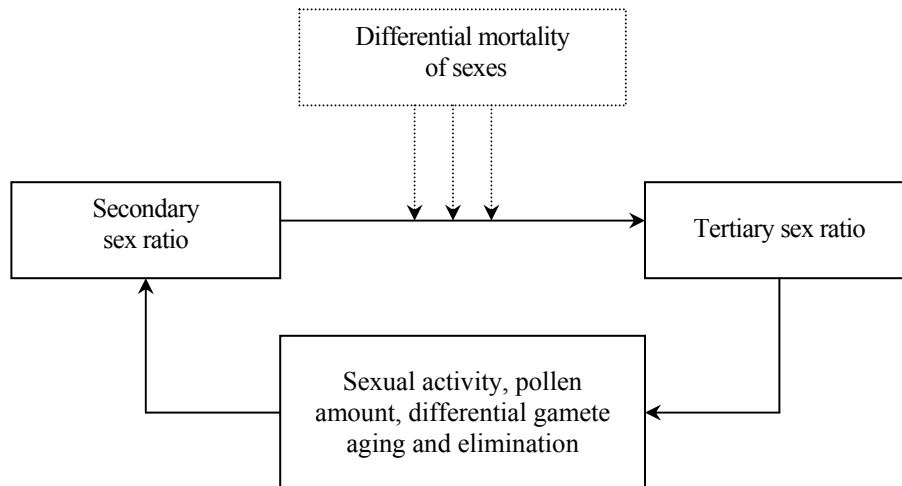 Differential mortality
of sexes
Secondary
sex ratio
Tertiary sex ratio
Sexual activity, pollen
amount, differential gamete
aging and elimination